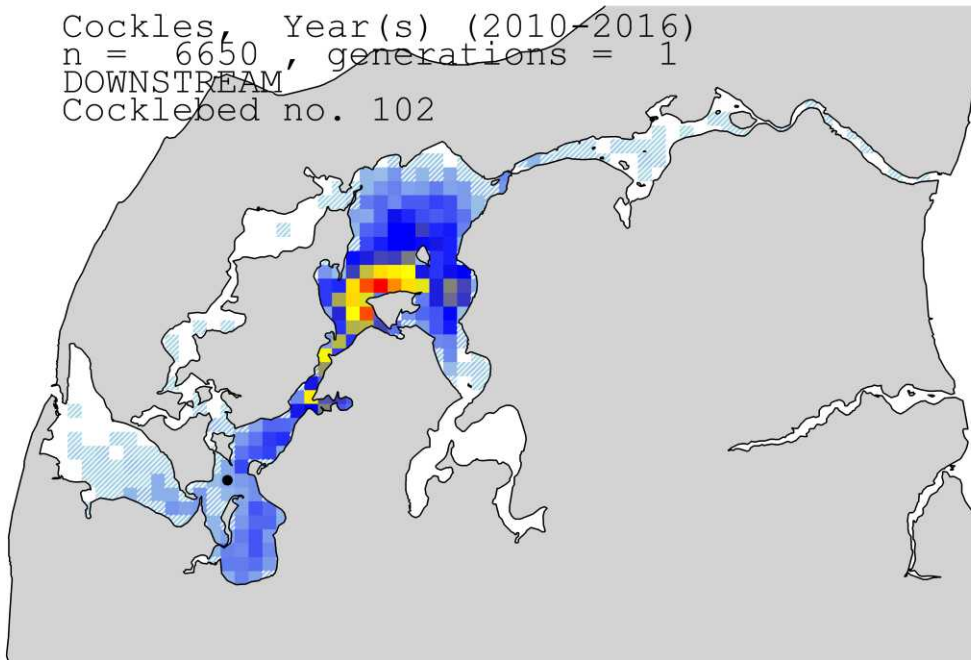 Cockles, Year(s) (2010-2016)
n = 6650 , generations = 1
DOWNSTREAM
Cocklebed no. 102